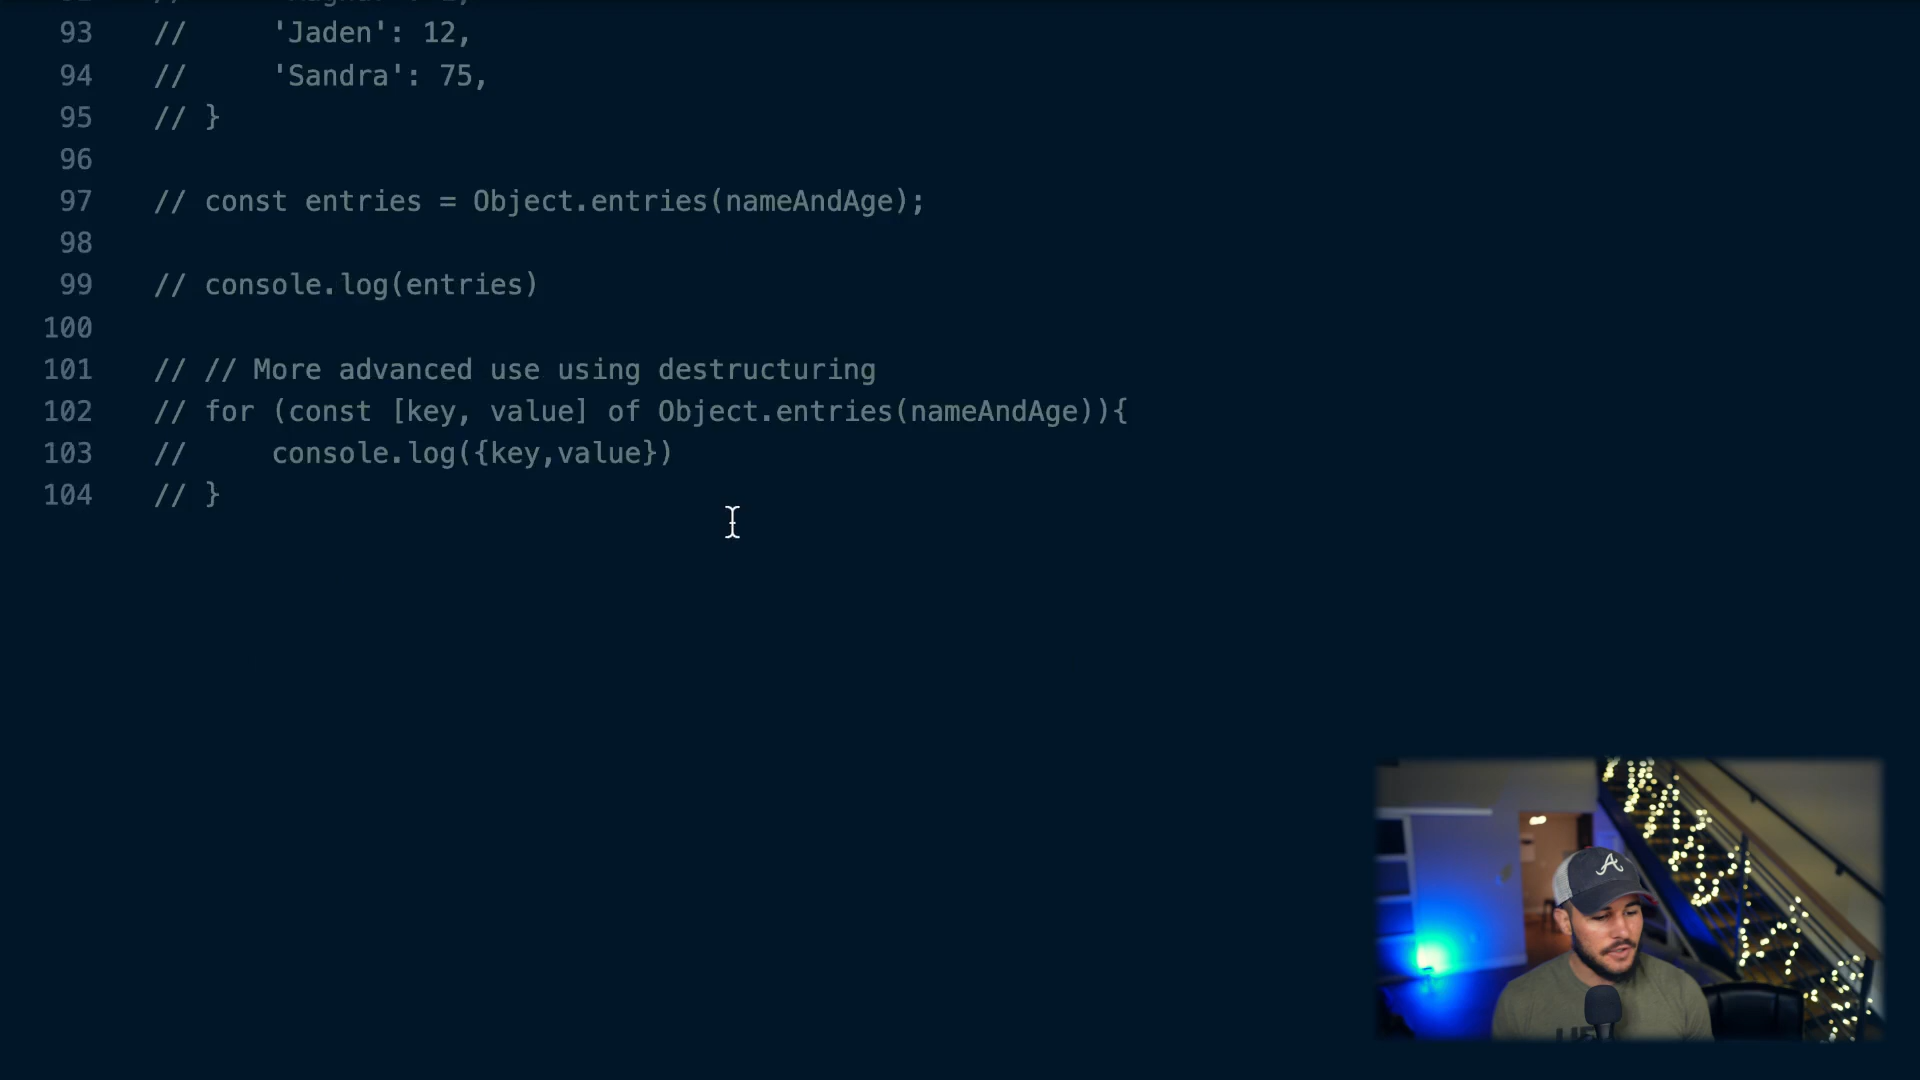 93 //     'Jaden': 12,
94 //     'Sandra': 75,
95 // }
96
97 // const entries = Object.entries(nameAndAge);
98
99 // console.log(entries)
100
101 // // More advanced use using destructuring
102 // for (const [key, value] of Object.entries(nameAndAge)){
103 //     console.log({key,value})
104 // }
A